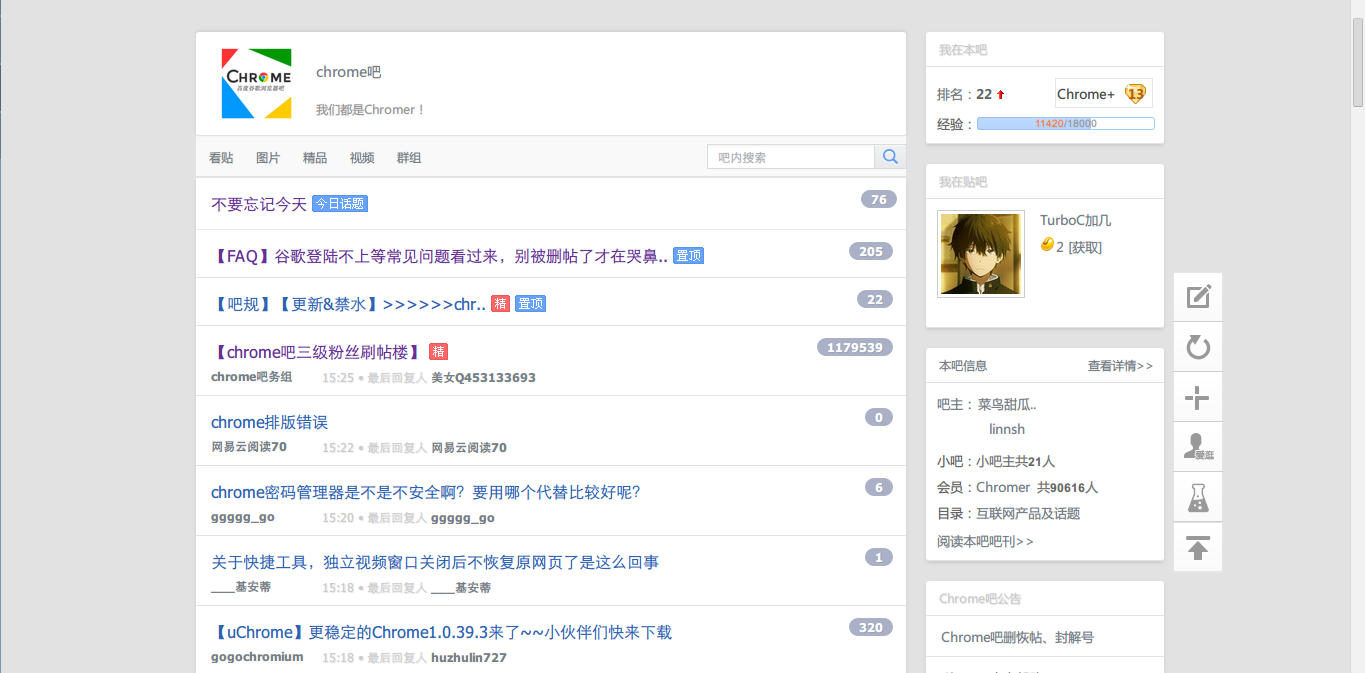 CHROME
百度谷歌浏览器吧
chrome吧
我们都是Chromer！
看贴 图片 精品 视频 群组
吧内搜索
不要忘记今天 今日话题 76
【FAQ】谷歌登陆不上等常见问题看过来，别被删帖了才在哭鼻.. 置顶 205
【吧规】【更新&禁水】>>>>>>chr.. 精 置顶 22
【chrome吧三级粉丝刷帖楼】 精 1179539
chrome吧务组 15:25 • 最后回复人 美女Q453133693
chrome排版错误 0
网易云阅读70 15:22 • 最后回复人 网易云阅读70
chrome密码管理器是不是不安全啊？要用哪个代替比较好呢？ 6
ggggg_go 15:20 • 最后回复人 ggggg_go
关于快捷工具，独立视频窗口关闭后不恢复原网页了是这么回事 1
____基安蒂 15:18 • 最后回复人 ____基安蒂
【uChrome】更稳定的Chrome1.0.39.3来了~~小伙伴们快来下载 320
gogochromium 15:18 • 最后回复人 huzhulin727
我在本吧
排名：22 Chrome+ 13
经验：11420/18000
我在贴吧
TurboC加几
2 [获取]
本吧信息 查看详情>>
吧主： 菜鸟甜瓜..
linnsh
小吧：小吧主共21人
会员：Chromer 共90616人
目录：互联网产品及话题
阅读本吧吧刊>>
Chrome吧公告
Chrome吧删恢帖、封解号
爱逛